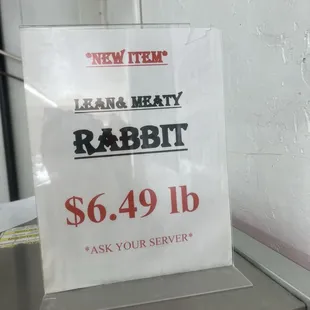 *NEW ITEM*
LEAN& MEATY
RABBIT
$6.49 lb
*ASK YOUR SERVER*